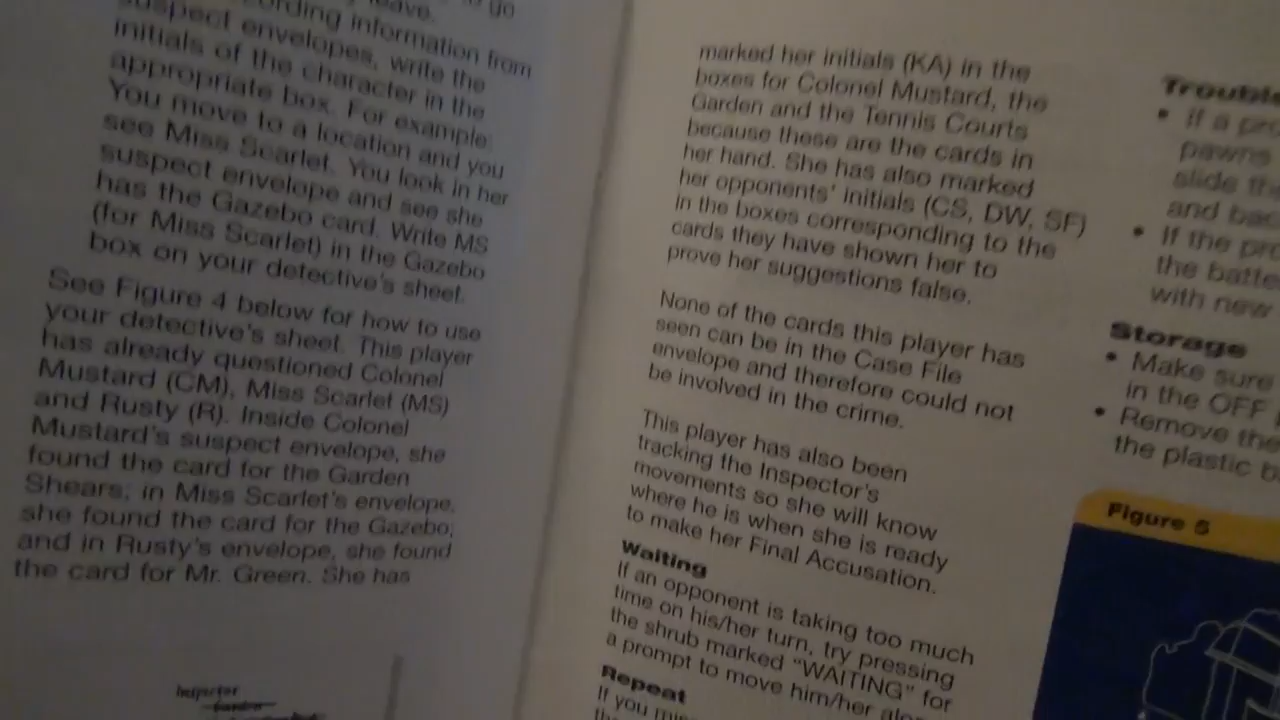 to go
leave.
recording information from
suspect envelopes, write the
initials of the character in the
appropriate box. For example:
You move to a location and you
see Miss Scarlet. You look in her
suspect envelope and see she
has the Gazebo card. Write MS
(for Miss Scarlet) in the Gazebo
box on your detective's sheet.
See Figure 4 below for how to use
your detective's sheet. This player
has already questioned Colonel
Mustard (CM), Miss Scarlet (MS)
and Rusty (R). Inside Colonel
Mustard's suspect envelope, she
found the card for the Garden
Shears; in Miss Scarlet's envelope,
she found the card for the Gazebo;
and in Rusty's envelope, she found
the card for Mr. Green. She has
Inspector
marked her initials (KA) in the
boxes for Colonel Mustard, the
Garden and the Tennis Courts
because these are the cards in
her hand. She has also marked
her opponents' initials (CS, DW, SF)
in the boxes corresponding to the
cards they have shown her to
prove her suggestions false.
None of the cards this player has
seen can be in the Case File
envelope and therefore could not
be involved in the crime.
This player has also been
tracking the Inspector's
movements so she will know
where he is when she is ready
to make her Final Accusation.
Waiting
If an opponent is taking too much
time on his/her turn, try pressing
the shrub marked "WAITING" for
a prompt to move him/her
Repeat
If you
the
Trouble
• If a
pawns
slide
and
• If the
the
with new
Storage
• Make sure
in the OFF
• Remove the
the plastic
Figure 5